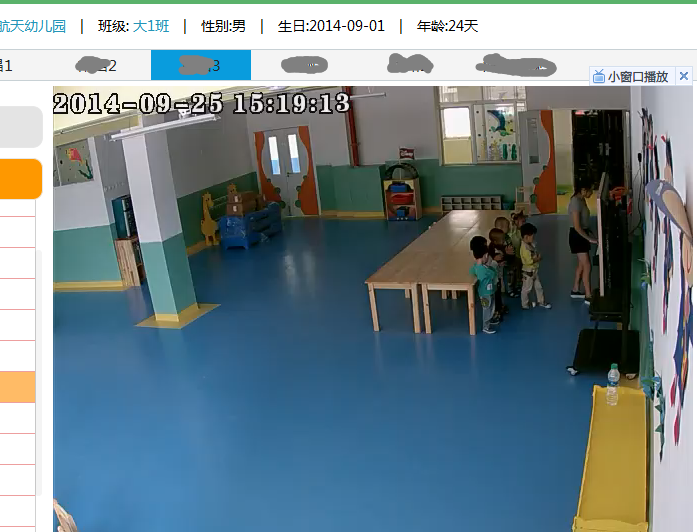 航天幼儿园 | 班级: 大1班 | 性别:男 | 生日:2014-09-01 | 年龄:24天
1 2 3
小窗口播放 ×
2014-09-25 15:19:13